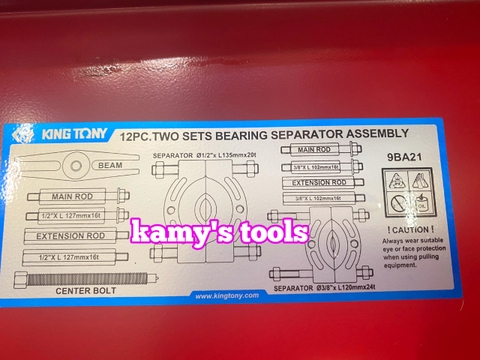 KING TONY
12PC.TWO SETS BEARING SEPARATOR ASSEMBLY
BEAM
SEPARATOR Ø1/2"x L135mmx20t
MAIN ROD
3/8"X L 102mmx16t
EXTENSION ROD
3/8"X L 102mmx16t
9BA21
MAIN ROD
1/2"X L 127mmx16t
EXTENSION ROD
1/2"X L 127mmx16t
CENTER BOLT
kamy's tools
OIL
! CAUTION !
Always wear suitable
eye or face protection
when using pulling
equipment.
www.kingtony.com
SEPARATOR Ø3/8"x L120mmx24t